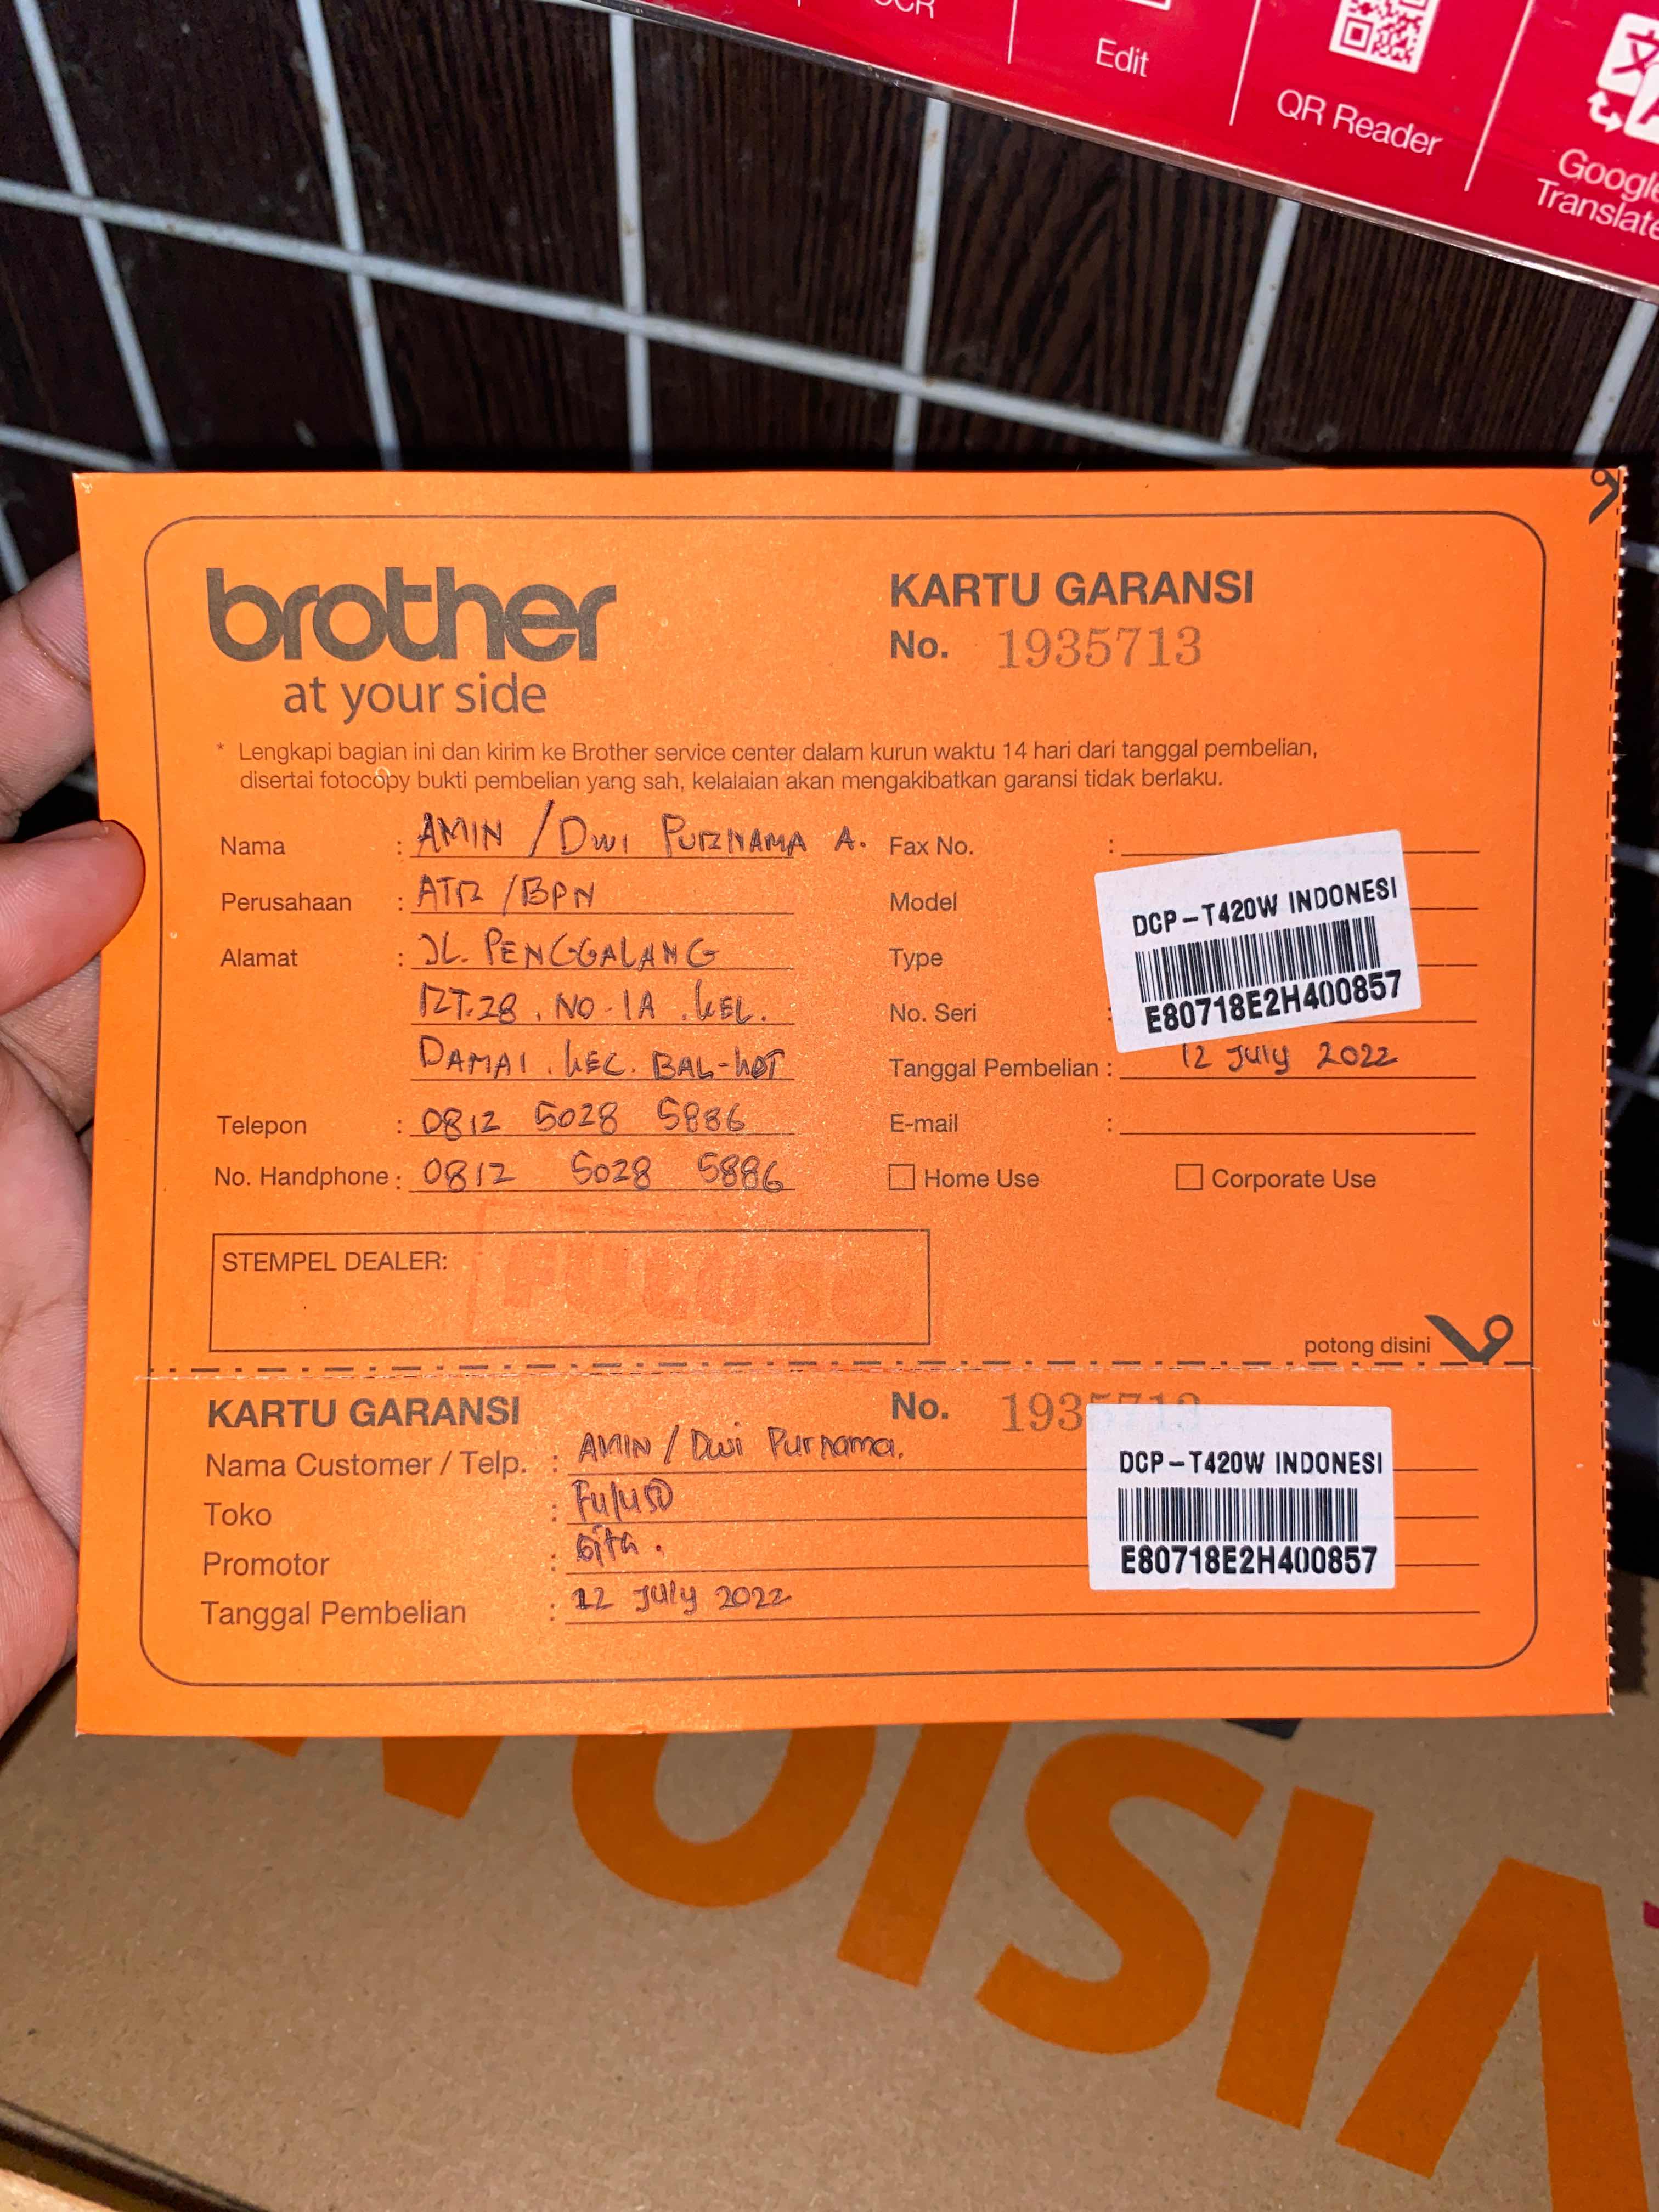 OCR
Edit
QR Reader
Google
Translate
brother
at your side
KARTU GARANSI
No. 1935713
* Lengkapi bagian ini dan kirim ke Brother service center dalam kurun waktu 14 hari dari tanggal pembelian,
disertai fotocopy bukti pembelian yang sah, kelalaian akan mengakibatkan garansi tidak berlaku.
Nama : AMIN / DWI PURNAMA A.
Perusahaan : ATR / BPN
Alamat : JL. PENGGALANG
RT.28 . NO.1A . KEL.
DAMAI . KEC. BAL-KOT
Telepon : 0812 5028 5886
No. Handphone : 0812 5028 5886
Fax No. :
Model
Type
No. Seri :
DCP-T420W INDONESI
E80718E2H400857
Tanggal Pembelian : 12 July 2022
E-mail :
Home Use
Corporate Use
STEMPEL DEALER:
FULUSO
potong disini
KARTU GARANSI
No. 1935713
Nama Customer / Telp. : AMIN / Dwi Purnama.
Toko : FulusO
Promotor : Gita .
Tanggal Pembelian : 12 July 2022
DCP-T420W INDONESI
E80718E2H400857
VISION